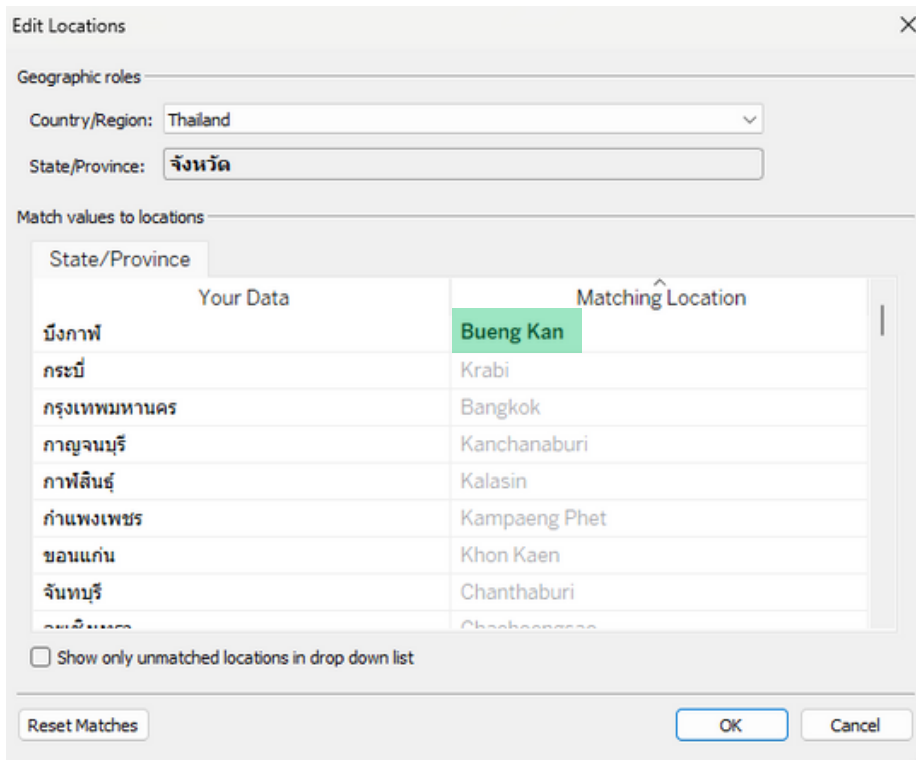 Edit Locations
Geographic roles
Country/Region: Thailand
State/Province: จังหวัด
Match values to locations
State/Province
Your Data Matching Location
บึงกาฬ Bueng Kan
กระบี่ Krabi
กรุงเทพมหานคร Bangkok
กาญจนบุรี Kanchanaburi
กาฬสินธุ์ Kalasin
กำแพงเพชร Kampaeng Phet
ขอนแก่น Khon Kaen
จันทบุรี Chanthaburi
Show only unmatched locations in drop down list
Reset Matches OK Cancel